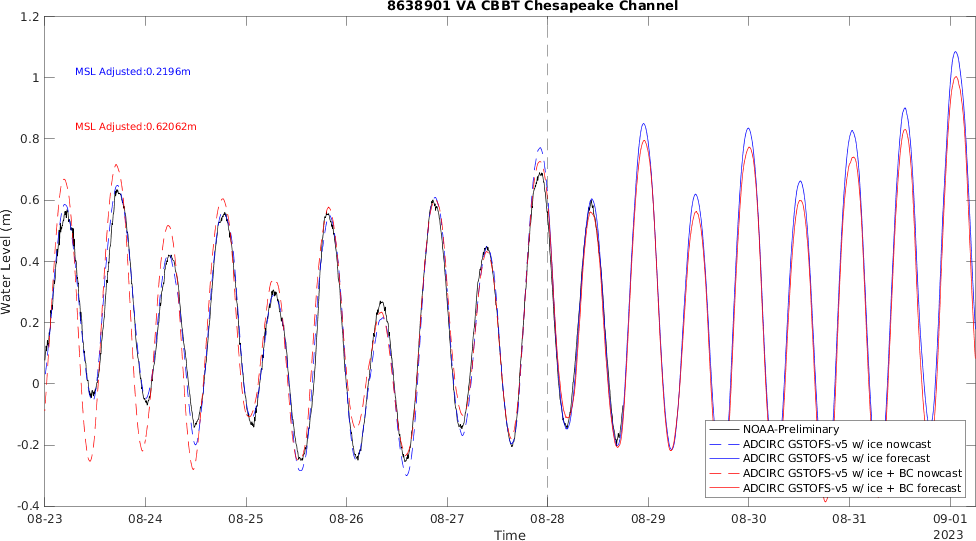 8638901 VA CBBT Chesapeake Channel
1.2
1
0.8
0.6
0.4
0.2
0
-0.2
-0.4
Water Level (m)
MSL Adjusted:0.2196m
MSL Adjusted:0.62062m
NOAA-Preliminary
ADCIRC GSTOFS-v5 w/ ice nowcast
ADCIRC GSTOFS-v5 w/ ice forecast
ADCIRC GSTOFS-v5 w/ ice + BC nowcast
ADCIRC GSTOFS-v5 w/ ice + BC forecast
08-23 08-24 08-25 08-26 08-27 08-28 08-29 08-30 08-31 09-01
2023
Time